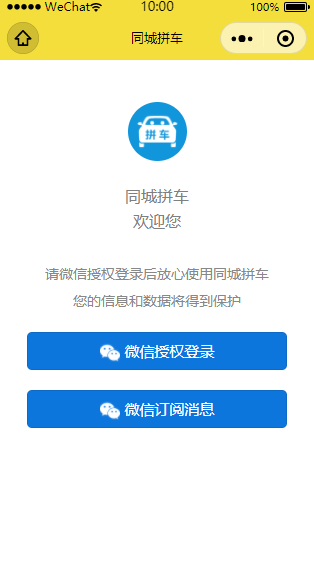 WeChat 10:00 100%
同城拼车
拼车
同城拼车
欢迎您
请微信授权登录后放心使用同城拼车
您的信息和数据将得到保护
微信授权登录
微信订阅消息